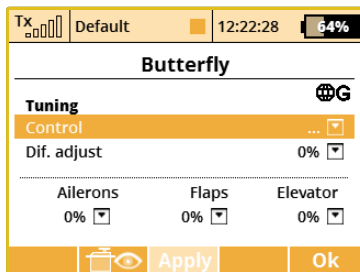 Tx Default 12:22:28 64%
Butterfly
G
Tuning
Control ...
Dif. adjust 0%
Ailerons Flaps Elevator
0% 0% 0%
Apply Ok